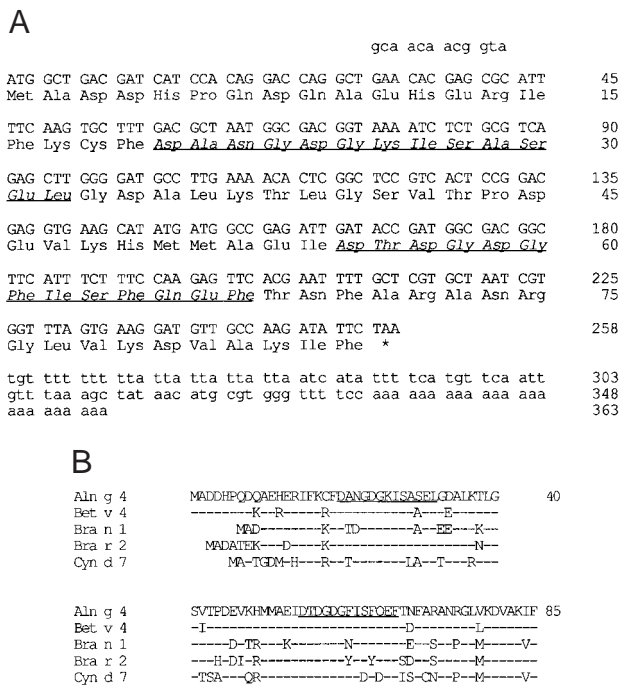 A
gca aca acg gta
ATG GCT GAC GAT CAT CCA CAG GAC CAG GCT GAA CAC GAG CGC ATT 45
Met Ala Asp Asp His Pro Gln Asp Gln Ala Glu His Glu Arg Ile 15
TTC AAG TGC TTT GAC GCT AAT GGC GAC GGT AAA ATC TCT GCG TCA 90
Phe Lys Cys Phe Asp Ala Asn Gly Asp Gly Lys Ile Ser Ala Ser 30
GAG CTT GGG GAT GCC TTG AAA ACA CTC GGC TCC GTC ACT CCG GAC 135
Glu Leu Gly Asp Ala Leu Lys Thr Leu Gly Ser Val Thr Pro Asp 45
GAG GTG AAG CAT ATG ATG GCC GAG ATT GAT ACC GAT GGC GAC GGC 180
Glu Val Lys His Met Met Ala Glu Ile Asp Thr Asp Gly Asp Gly 60
TTC ATT TCT TTC CAA GAG TTC ACG AAT TTT GCT CGT GCT AAT CGT 225
Phe Ile Ser Phe Gln Glu Phe Thr Asn Phe Ala Arg Ala Asn Arg 75
GGT TTA GTG AAG GAT GTT GCC AAG ATA TTC TAA 258
Gly Leu Val Lys Asp Val Ala Lys Ile Phe *
tgt ttt ttt tta tta tta tta tta atc ata ttt tca tgt tca att 303
gtt taa agc tat aac atg cgt ggg ttt tcc aaa aaa aaa aaa aaa 348
aaa aaa aaa 363
B
Aln g 4 MADDHPQDQAEHERIFKCFDANGDGKISASELGDALKTLG 40
Bet v 4 --------K--R-----R-----------A---E------
Bra n 1 MAD------K--TD-------A--EE----K--
Bra r 2 MADATEK---D----K-------------------N--
Cyn d 7 MA-TGDM-H---R--T---------LA--T----R---
Aln g 4 SVTPDEVKHMMAEIDTDGDGFISFQEFTNFARANRGLVKDVAKIF 85
Bet v 4 -I--------------------------D--------L-------
Bra n 1 -----D-TR---K-------N-------E--S--P--M-----V-
Bra r 2 ---H-DI-R-----------Y--Y---SD--S--P--M-----V-
Cyn d 7 -TSA---QR--------------D-D--IS-CN--P--M-----V-